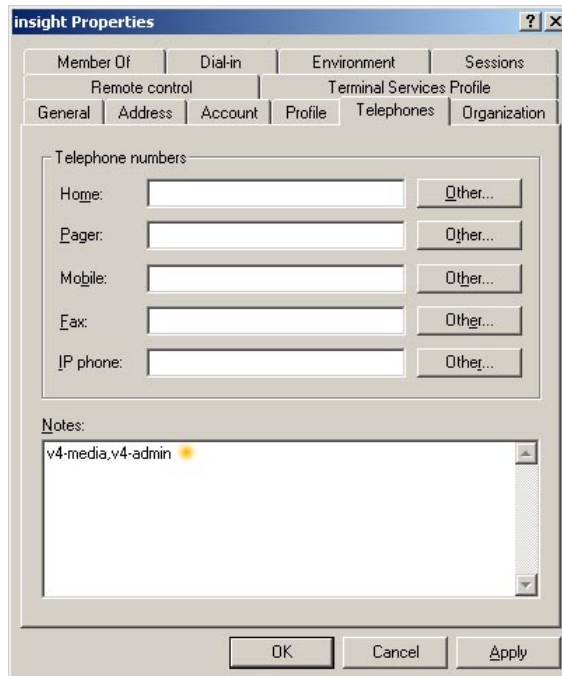 insight Properties
? X
Member Of Dial-in Environment Sessions
Remote control Terminal Services Profile
General Address Account Profile Telephones Organization
Telephone numbers
Home: Other...
Pager: Other...
Mobile: Other...
Fax: Other...
IP phone: Other...
Notes:
v4-media,v4-admin
OK Cancel Apply